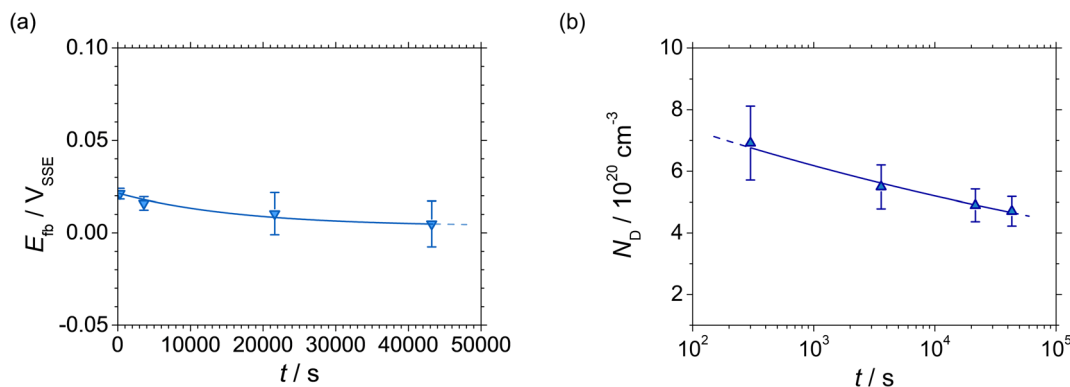 (a)
0.10
0.05
0.00
-0.05
E_fb / V_SSE
0 10000 20000 30000 40000 50000
t / s
(b)
10
8
6
4
2
N_D / 10^20 cm^-3
10^2 10^3 10^4 10^5
t / s